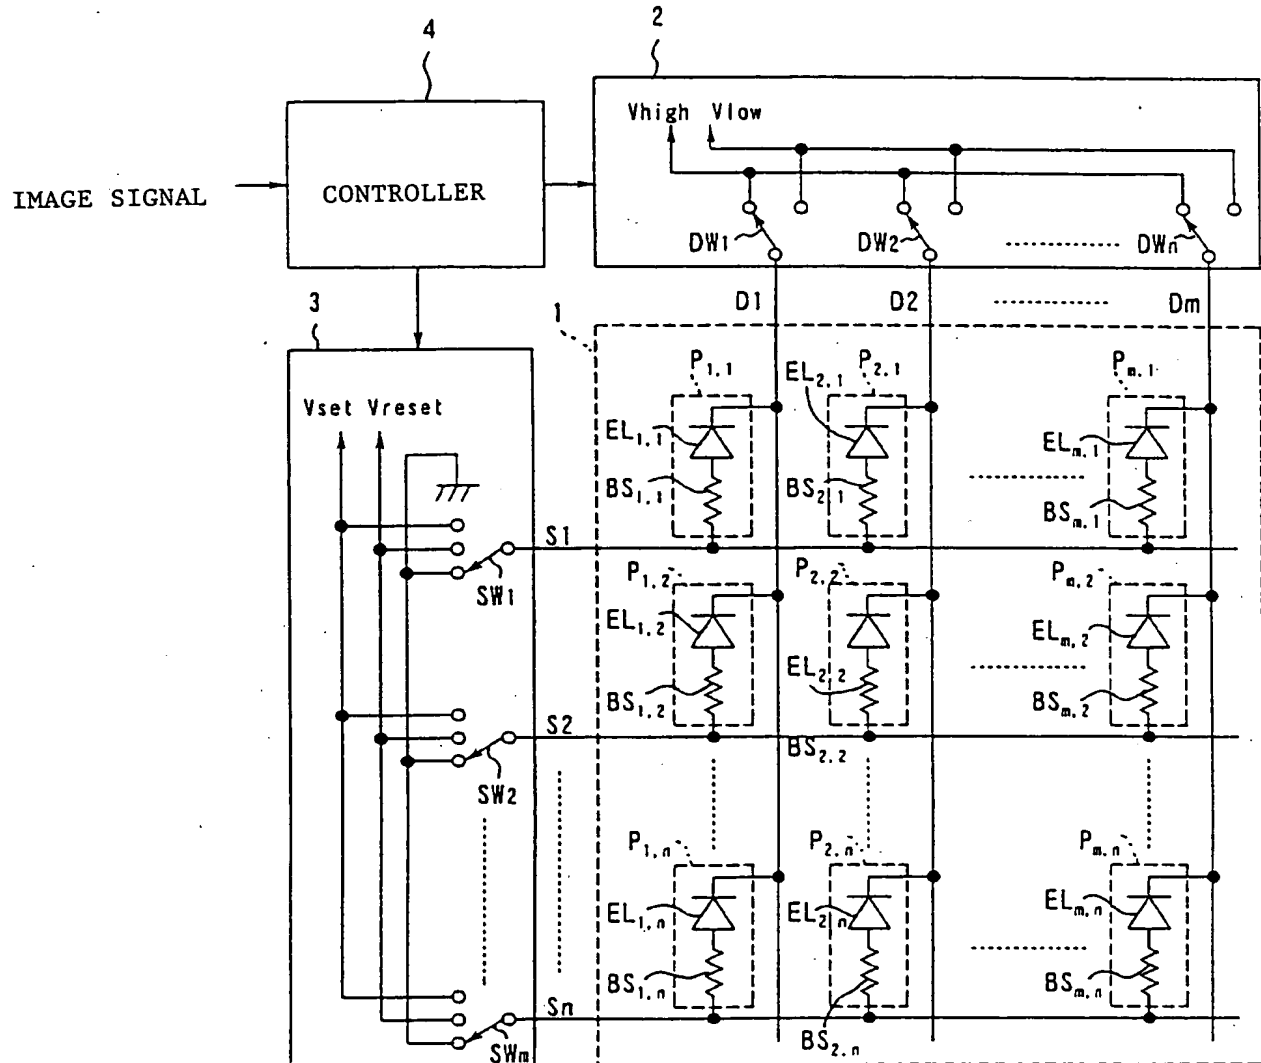 4
2
Vhigh Vlow
IMAGE SIGNAL
CONTROLLER
DW1
DW2
DWn
D1
D2
Dm
3
1
Vset Vreset
P1,1
EL1,1
BS1,1
EL2,1
P2,1
BS2,1
Pm,1
ELm,1
BSm,1
S1
SW1
P1,2
EL1,2
BS1,2
P2,2
EL2,2
BS2,2
Pm,2
ELm,2
BSm,2
S2
SW2
P1,n
EL1,n
BS1,n
P2,n
EL2,n
BS2,n
Pm,n
ELm,n
BSm,n
Sn
SWm